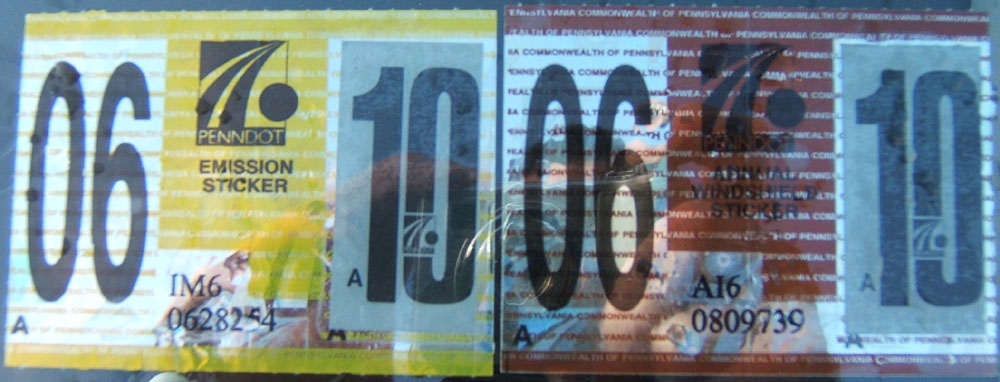 06
PENNDOT
EMISSION
STICKER
10
A
IM6
0628254
A
A
PENNSYLVANIA COMMONWEALTH OF PENNSYLVANIA COMMONWEALTH OF PENNSYLVANIA
06
PENNDOT
ANNUAL
WINDSHIELD
STICKER
10
A
AI6
0809739
A